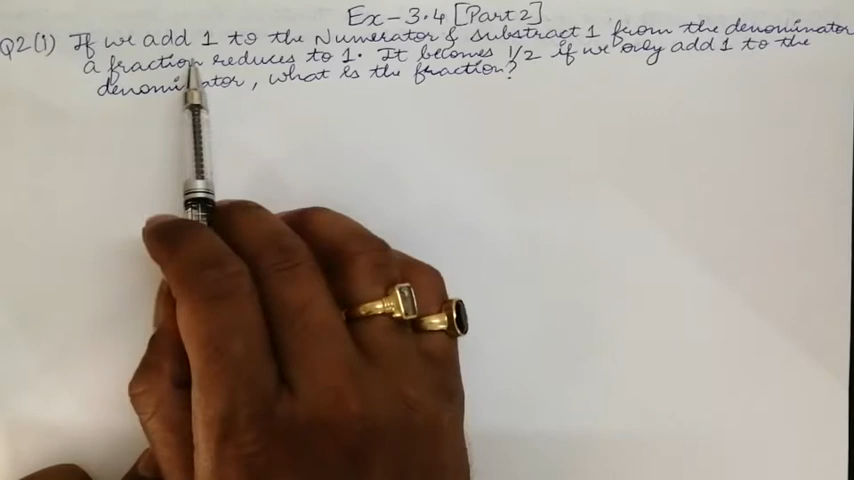 Ex-3.4 [Part 2]
Q2(i) If we add 1 to the Numerator & substract 1 from the denominator
a fraction reduces to 1. It becomes 1/2 if we only add 1 to the
denominator, what is the fraction?